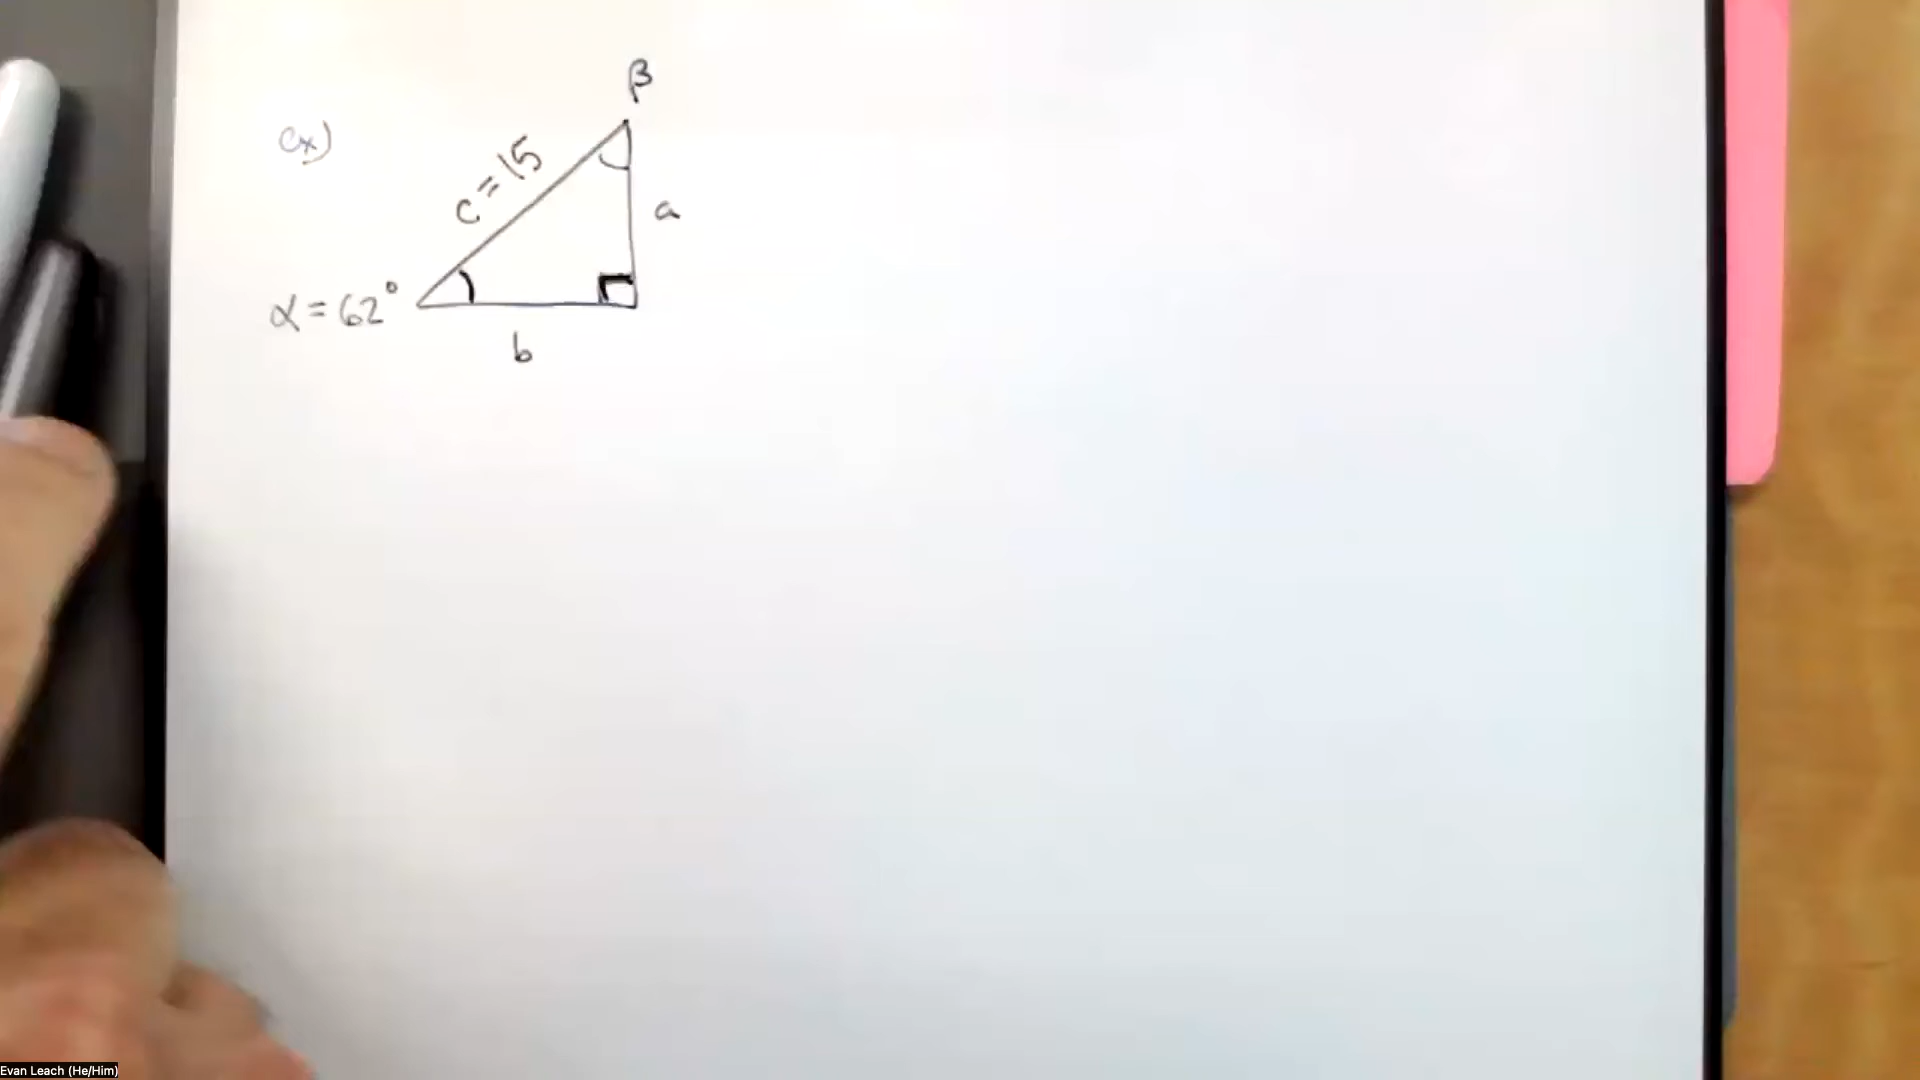 β
ex)
c = 15
a
α = 62°
b
Evan Leach (He/Him)